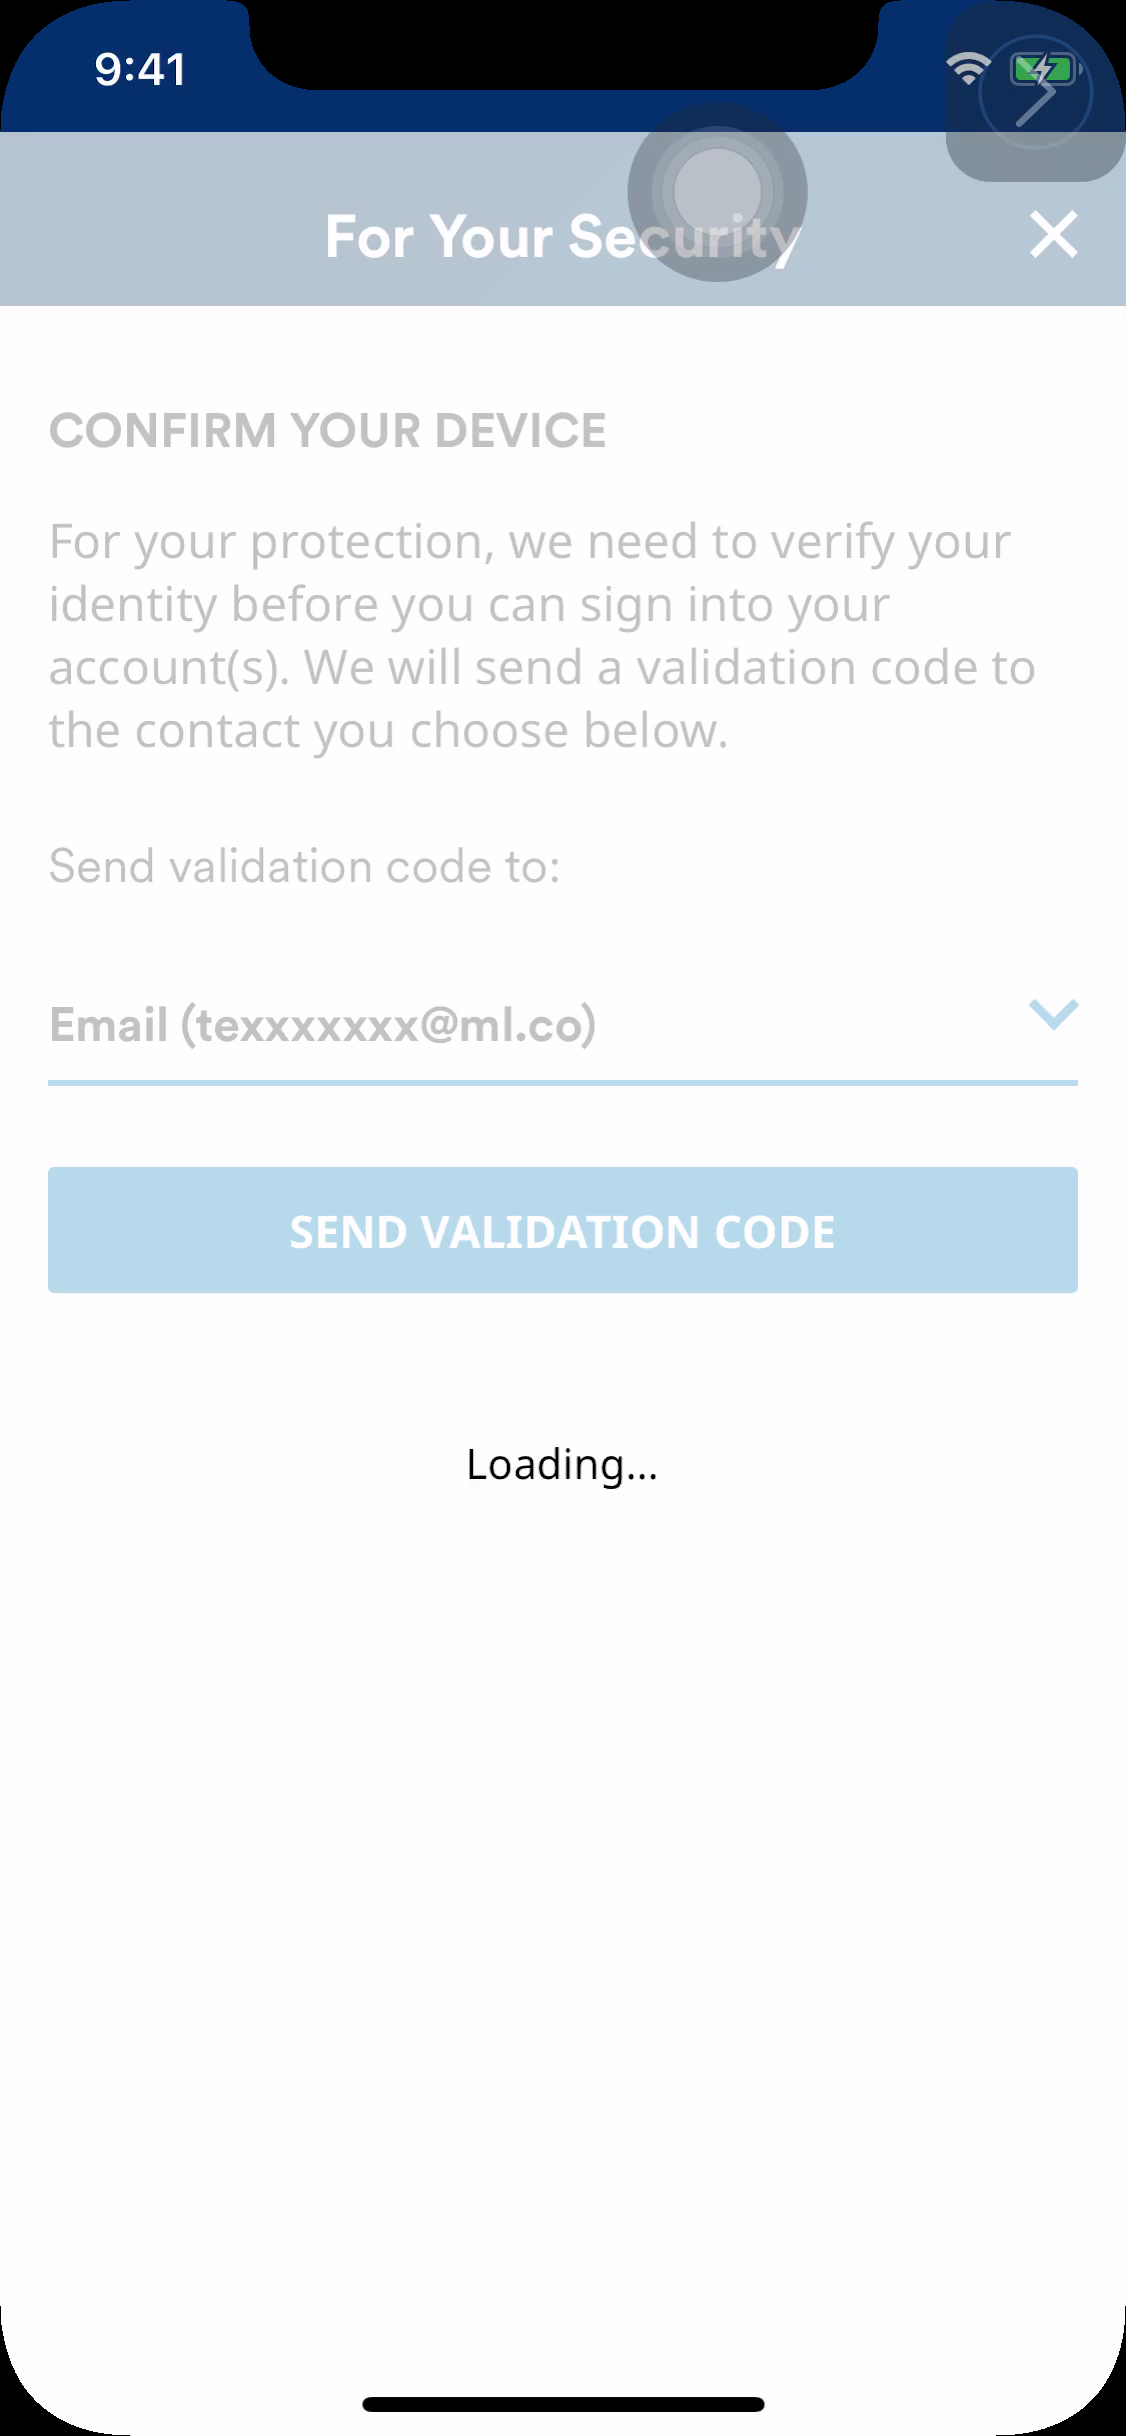 9:41
For Your Security
CONFIRM YOUR DEVICE
For your protection, we need to verify your
identity before you can sign into your
account(s). We will send a validation code to
the contact you choose below.
Send validation code to:
Email (texxxxxxx@ml.co)
SEND VALIDATION CODE
Loading...